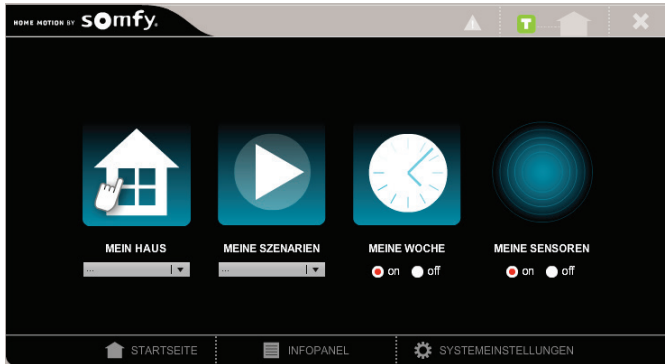 HOME MOTION BY somfy.
T
MEIN HAUS
MEINE SZENARIEN
MEINE WOCHE
MEINE SENSOREN
...
...
on off
on off
STARTSEITE
INFOPANEL
SYSTEMEINSTELLUNGEN